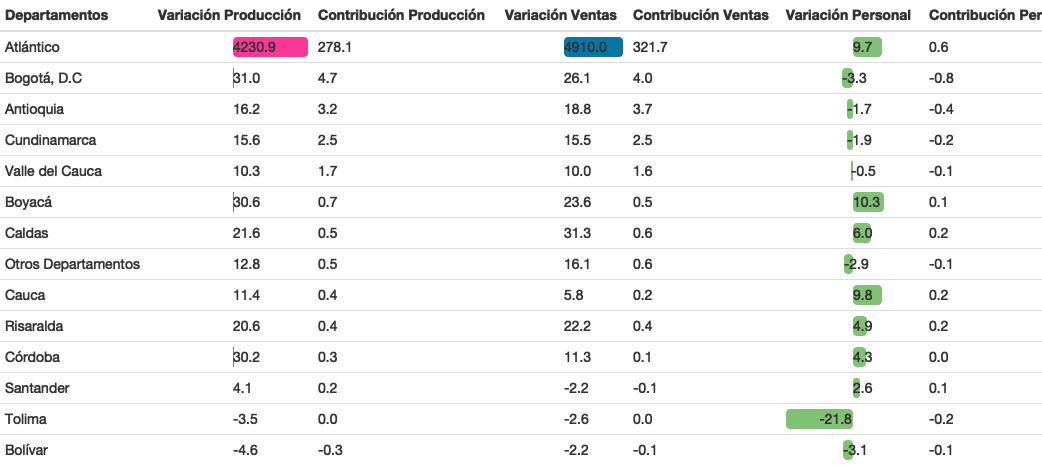 Departamentos Variación Producción Contribución Producción Variación Ventas Contribución Ventas Variación Personal Contribución Per
Atlántico 4230.9 278.1 4910.0 321.7 9.7 0.6
Bogotá, D.C 31.0 4.7 26.1 4.0 -3.3 -0.8
Antioquia 16.2 3.2 18.8 3.7 -1.7 -0.4
Cundinamarca 15.6 2.5 15.5 2.5 -1.9 -0.2
Valle del Cauca 10.3 1.7 10.0 1.6 -0.5 -0.1
Boyacá 30.6 0.7 23.6 0.5 10.3 0.1
Caldas 21.6 0.5 31.3 0.6 6.0 0.2
Otros Departamentos 12.8 0.5 16.1 0.6 -2.9 -0.1
Cauca 11.4 0.4 5.8 0.2 9.8 0.2
Risaralda 20.6 0.4 22.2 0.4 4.9 0.2
Córdoba 30.2 0.3 11.3 0.1 4.3 0.0
Santander 4.1 0.2 -2.2 -0.1 2.6 0.1
Tolima -3.5 0.0 -2.6 0.0 -21.8 -0.2
Bolívar -4.6 -0.3 -2.2 -0.1 -3.1 -0.1